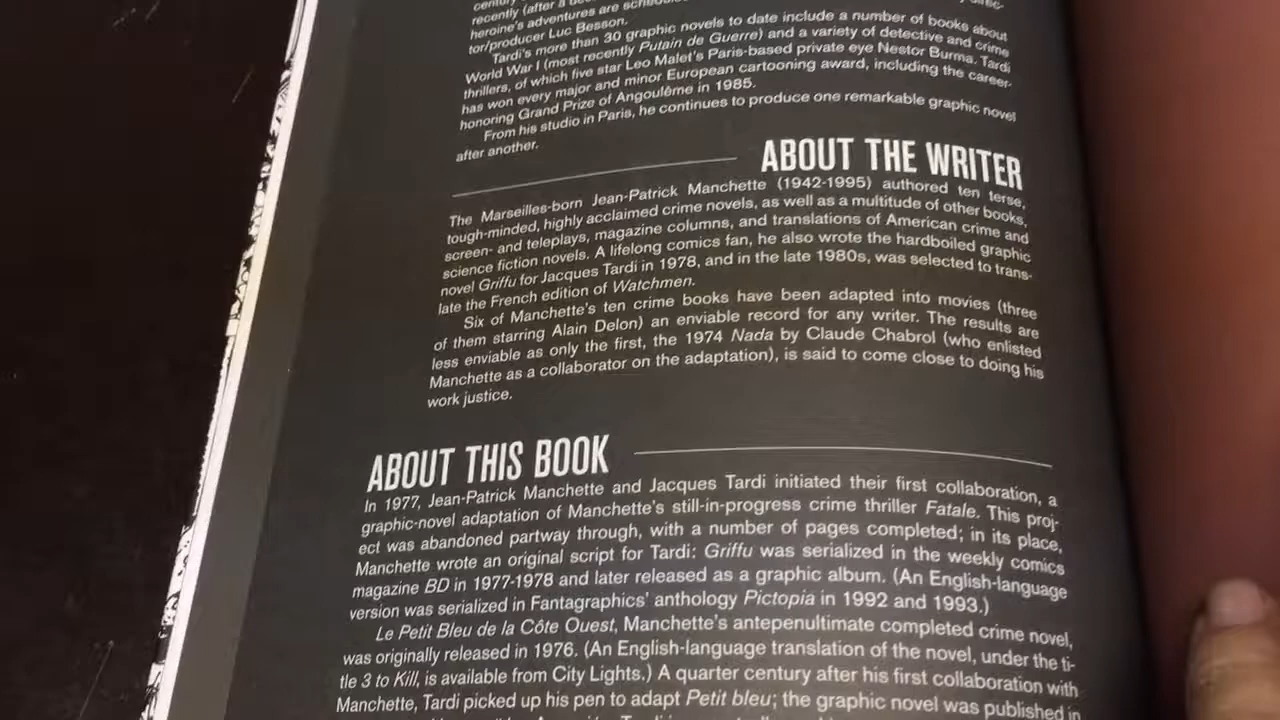 recently (after a
heroine's adventures are
tor/producer Luc Besson.
Tardi's more than 30 graphic novels to date include a number of books about
World War I (most recently Putain de Guerre) and a variety of detective and crime
thrillers, of which five star Leo Malet's Paris-based private eye Nestor Burma. Tardi
has won every major and minor European cartooning award, including the career-
honoring Grand Prize of Angoulême in 1985.
From his studio in Paris, he continues to produce one remarkable graphic novel
after another.
ABOUT THE WRITER
The Marseilles-born Jean-Patrick Manchette (1942-1995) authored ten terse,
tough-minded, highly acclaimed crime novels, as well as a multitude of other books,
screen- and teleplays, magazine columns, and translations of American crime and
science fiction novels. A lifelong comics fan, he also wrote the hardboiled graphic
novel Griffu for Jacques Tardi in 1978, and in the late 1980s, was selected to trans-
late the French edition of Watchmen.
Six of Manchette's ten crime books have been adapted into movies (three
of them starring Alain Delon) an enviable record for any writer. The results are
less enviable as only the first, the 1974 Nada by Claude Chabrol (who enlisted
Manchette as a collaborator on the adaptation), is said to come close to doing his
work justice.
ABOUT THIS BOOK
In 1977, Jean-Patrick Manchette and Jacques Tardi initiated their first collaboration, a
graphic-novel adaptation of Manchette's still-in-progress crime thriller Fatale. This proj-
ect was abandoned partway through, with a number of pages completed; in its place,
Manchette wrote an original script for Tardi: Griffu was serialized in the weekly comics
magazine BD in 1977-1978 and later released as a graphic album. (An English-language
version was serialized in Fantagraphics' anthology Pictopia in 1992 and 1993.)
Le Petit Bleu de la Côte Ouest, Manchette's antepenultimate completed crime novel,
was originally released in 1976. (An English-language translation of the novel, under the ti-
tle 3 to Kill, is available from City Lights.) A quarter century after his first collaboration with
Manchette, Tardi picked up his pen to adapt Petit bleu; the graphic novel was published in